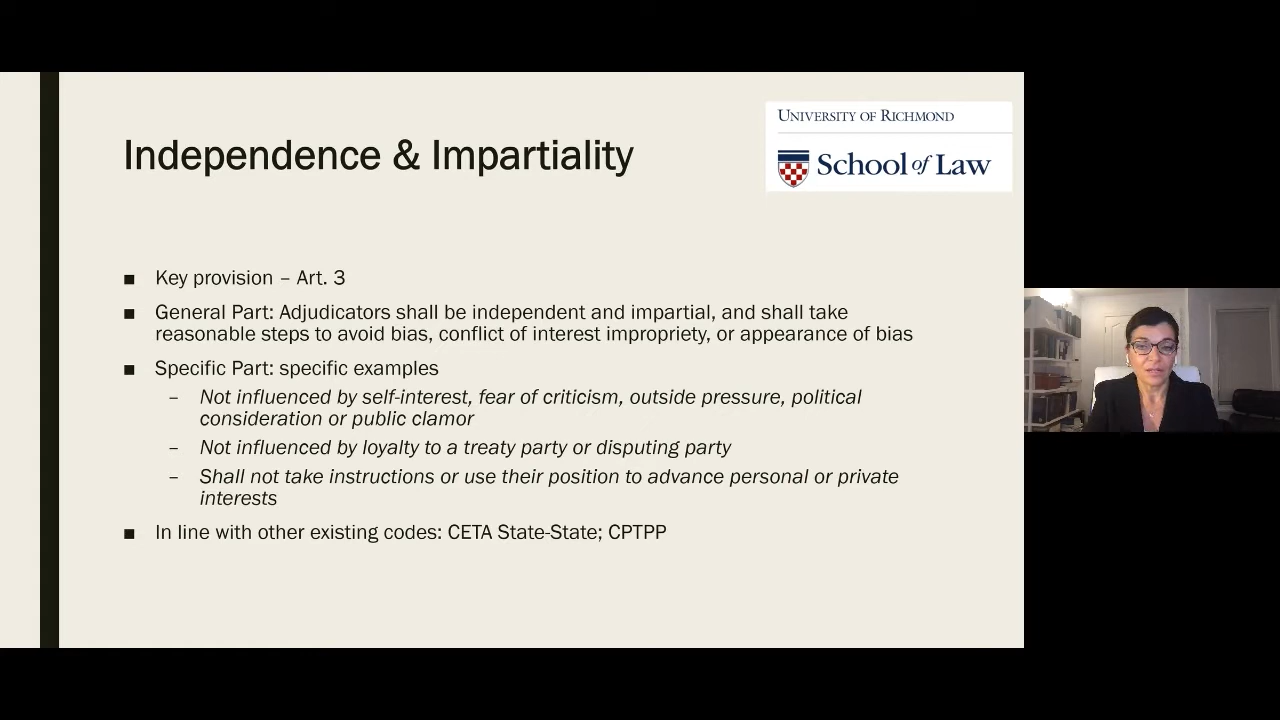 UNIVERSITY OF RICHMOND
School of Law
Independence & Impartiality
■ Key provision – Art. 3
■ General Part: Adjudicators shall be independent and impartial, and shall take
reasonable steps to avoid bias, conflict of interest impropriety, or appearance of bias
■ Specific Part: specific examples
– Not influenced by self-interest, fear of criticism, outside pressure, political
consideration or public clamor
– Not influenced by loyalty to a treaty party or disputing party
– Shall not take instructions or use their position to advance personal or private
interests
■ In line with other existing codes: CETA State-State; CPTPP